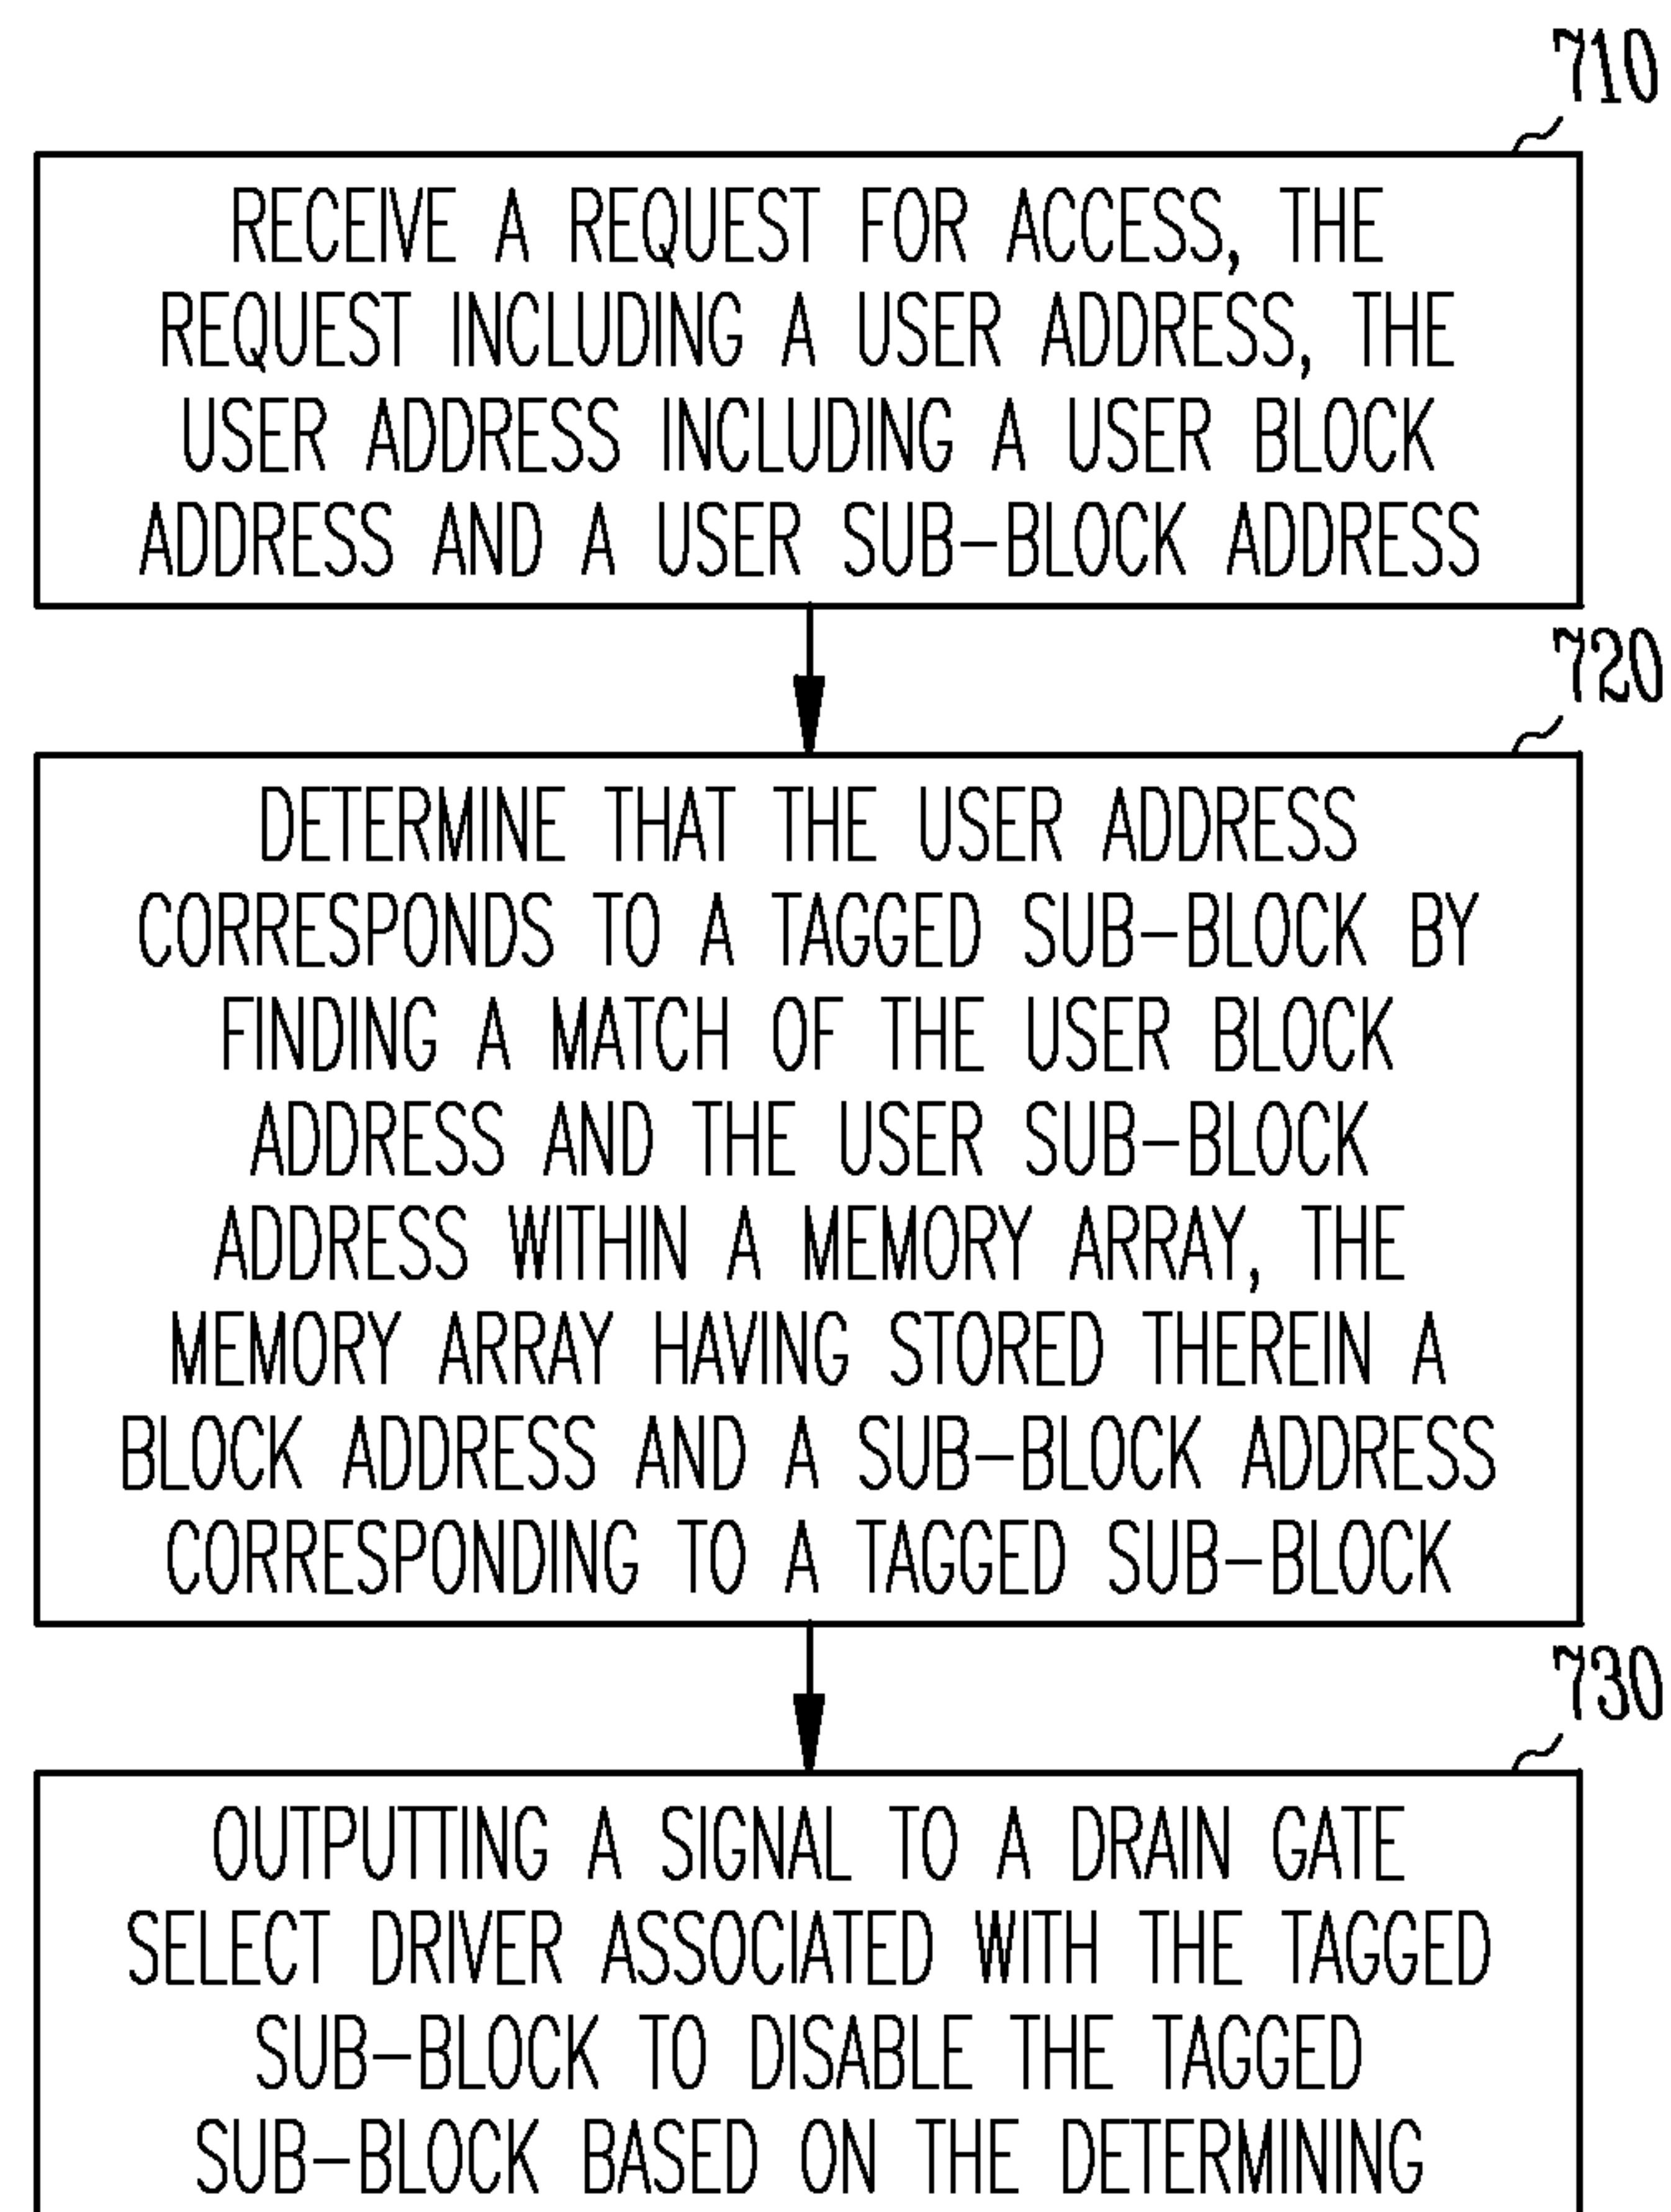 710
RECEIVE A REQUEST FOR ACCESS, THE
REQUEST INCLUDING A USER ADDRESS, THE
USER ADDRESS INCLUDING A USER BLOCK
ADDRESS AND A USER SUB-BLOCK ADDRESS
720
DETERMINE THAT THE USER ADDRESS
CORRESPONDS TO A TAGGED SUB-BLOCK BY
FINDING A MATCH OF THE USER BLOCK
ADDRESS AND THE USER SUB-BLOCK
ADDRESS WITHIN A MEMORY ARRAY, THE
MEMORY ARRAY HAVING STORED THEREIN A
BLOCK ADDRESS AND A SUB-BLOCK ADDRESS
CORRESPONDING TO A TAGGED SUB-BLOCK
730
OUTPUTTING A SIGNAL TO A DRAIN GATE
SELECT DRIVER ASSOCIATED WITH THE TAGGED
SUB-BLOCK TO DISABLE THE TAGGED
SUB-BLOCK BASED ON THE DETERMINING